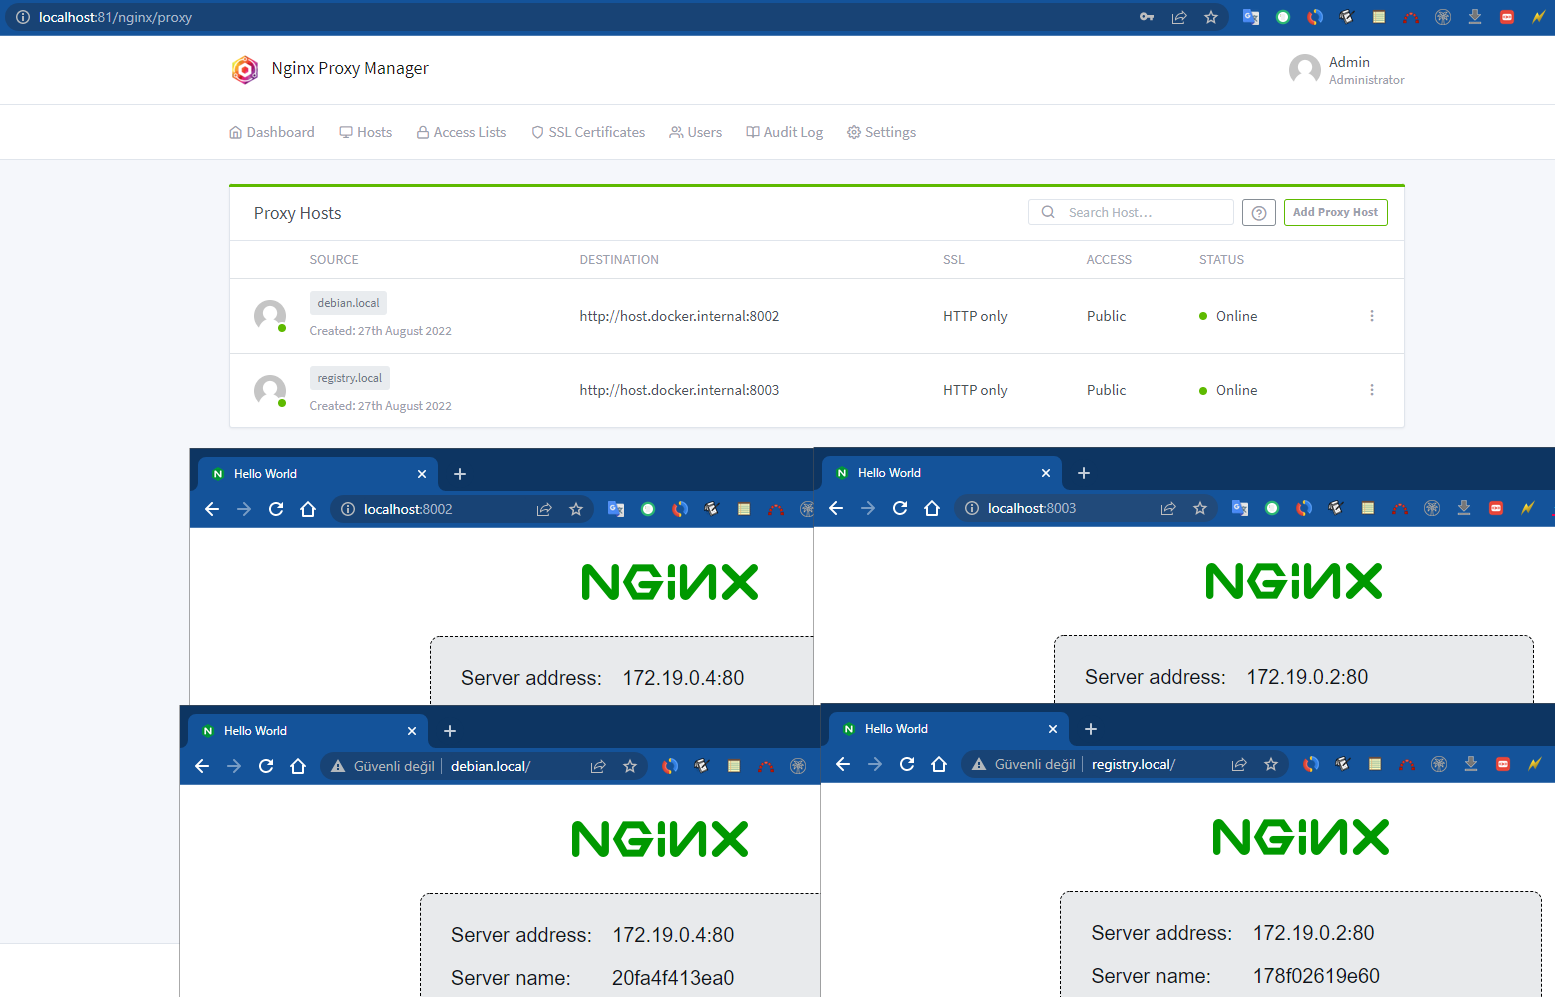 localhost:81/nginx/proxy
Nginx Proxy Manager
Admin
Administrator
Dashboard Hosts Access Lists SSL Certificates Users Audit Log Settings
Proxy Hosts
Search Host...
Add Proxy Host
SOURCE DESTINATION SSL ACCESS STATUS
debian.local
Created: 27th August 2022
http://host.docker.internal:8002 HTTP only Public Online
registry.local
Created: 27th August 2022
http://host.docker.internal:8003 HTTP only Public Online
Hello World
localhost:8002
NGINX
Server address: 172.19.0.4:80
Hello World
localhost:8003
NGINX
Server address: 172.19.0.2:80
Hello World
Güvenli değil debian.local/
NGINX
Server address: 172.19.0.4:80
Server name: 20fa4f413ea0
Hello World
Güvenli değil registry.local/
NGINX
Server address: 172.19.0.2:80
Server name: 178f02619e60